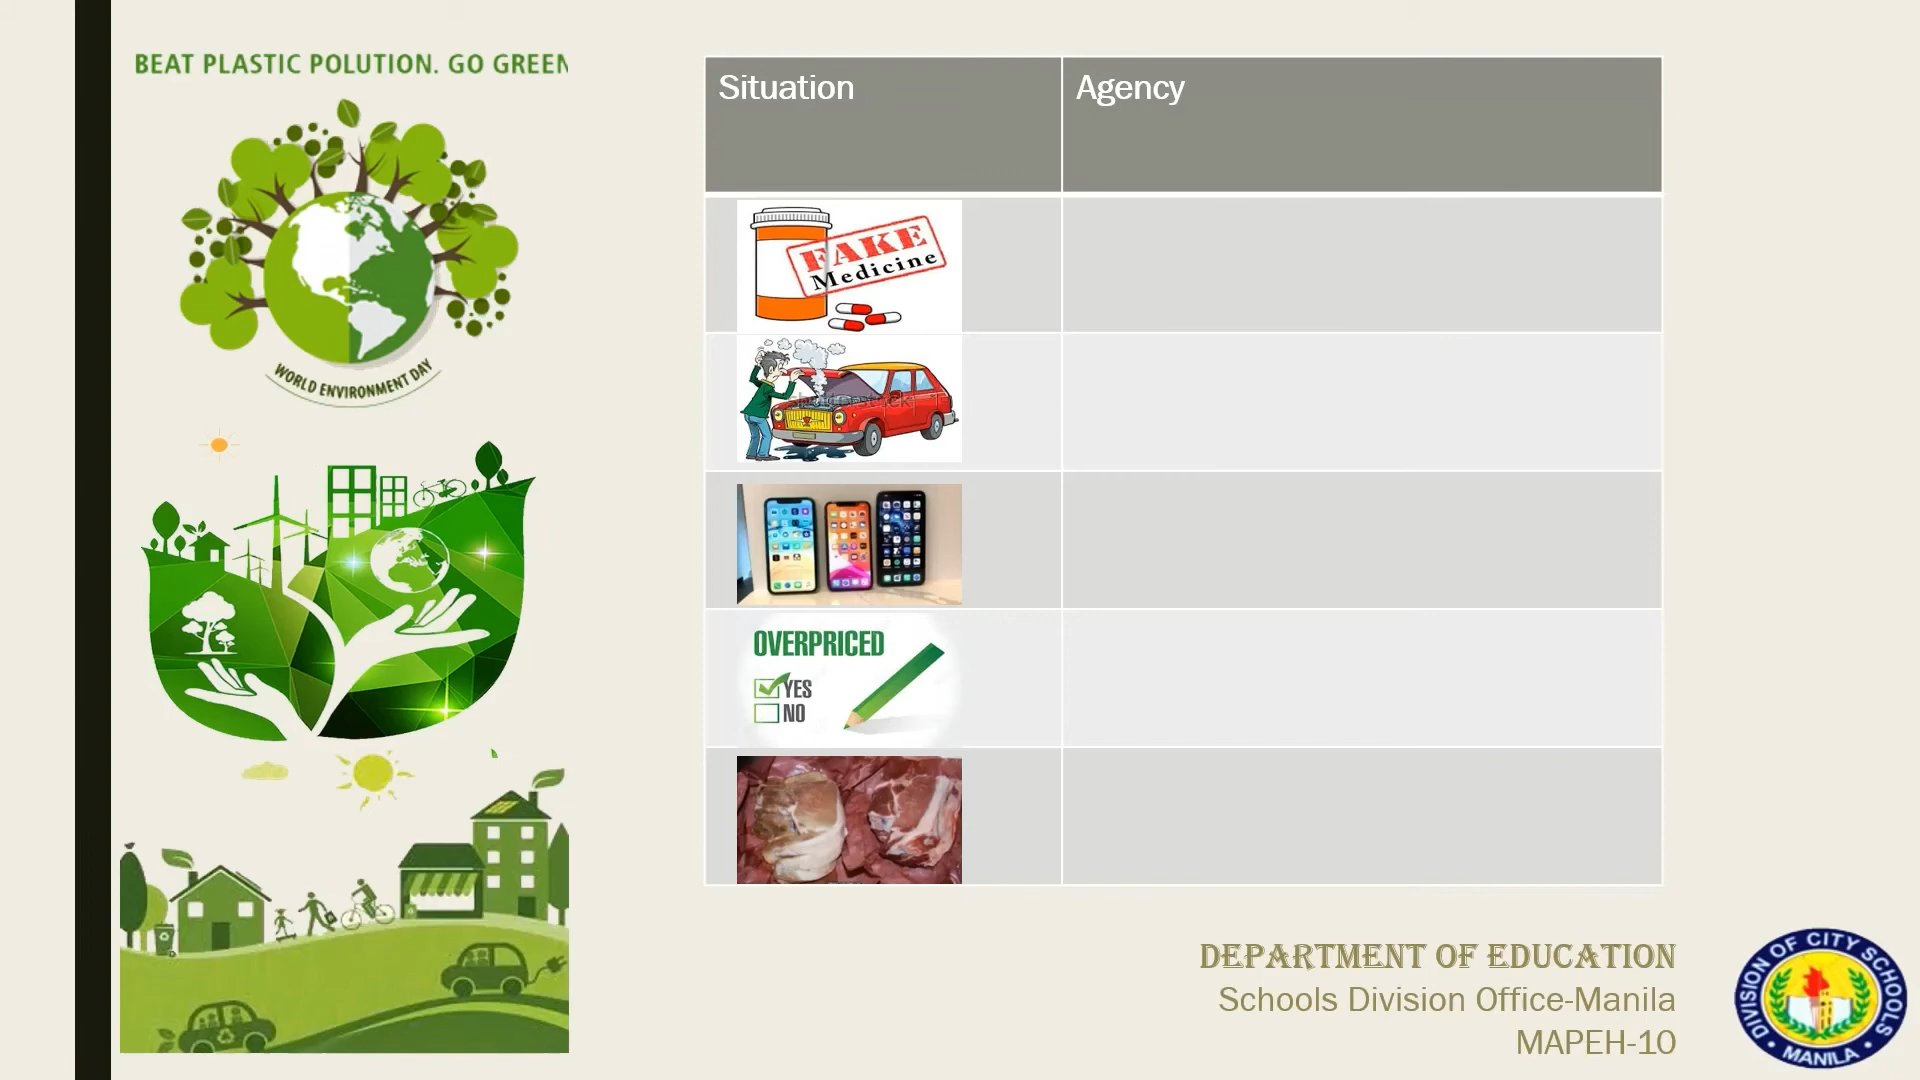 BEAT PLASTIC POLUTION. GO GREEN
WORLD ENVIRONMENT DAY
Situation
Agency
FAKE
Medicine
OVERPRICED
YES
NO
DEPARTMENT OF EDUCATION
Schools Division Office-Manila
MAPEH-10
DIVISION OF CITY SCHOOLS
MANILA